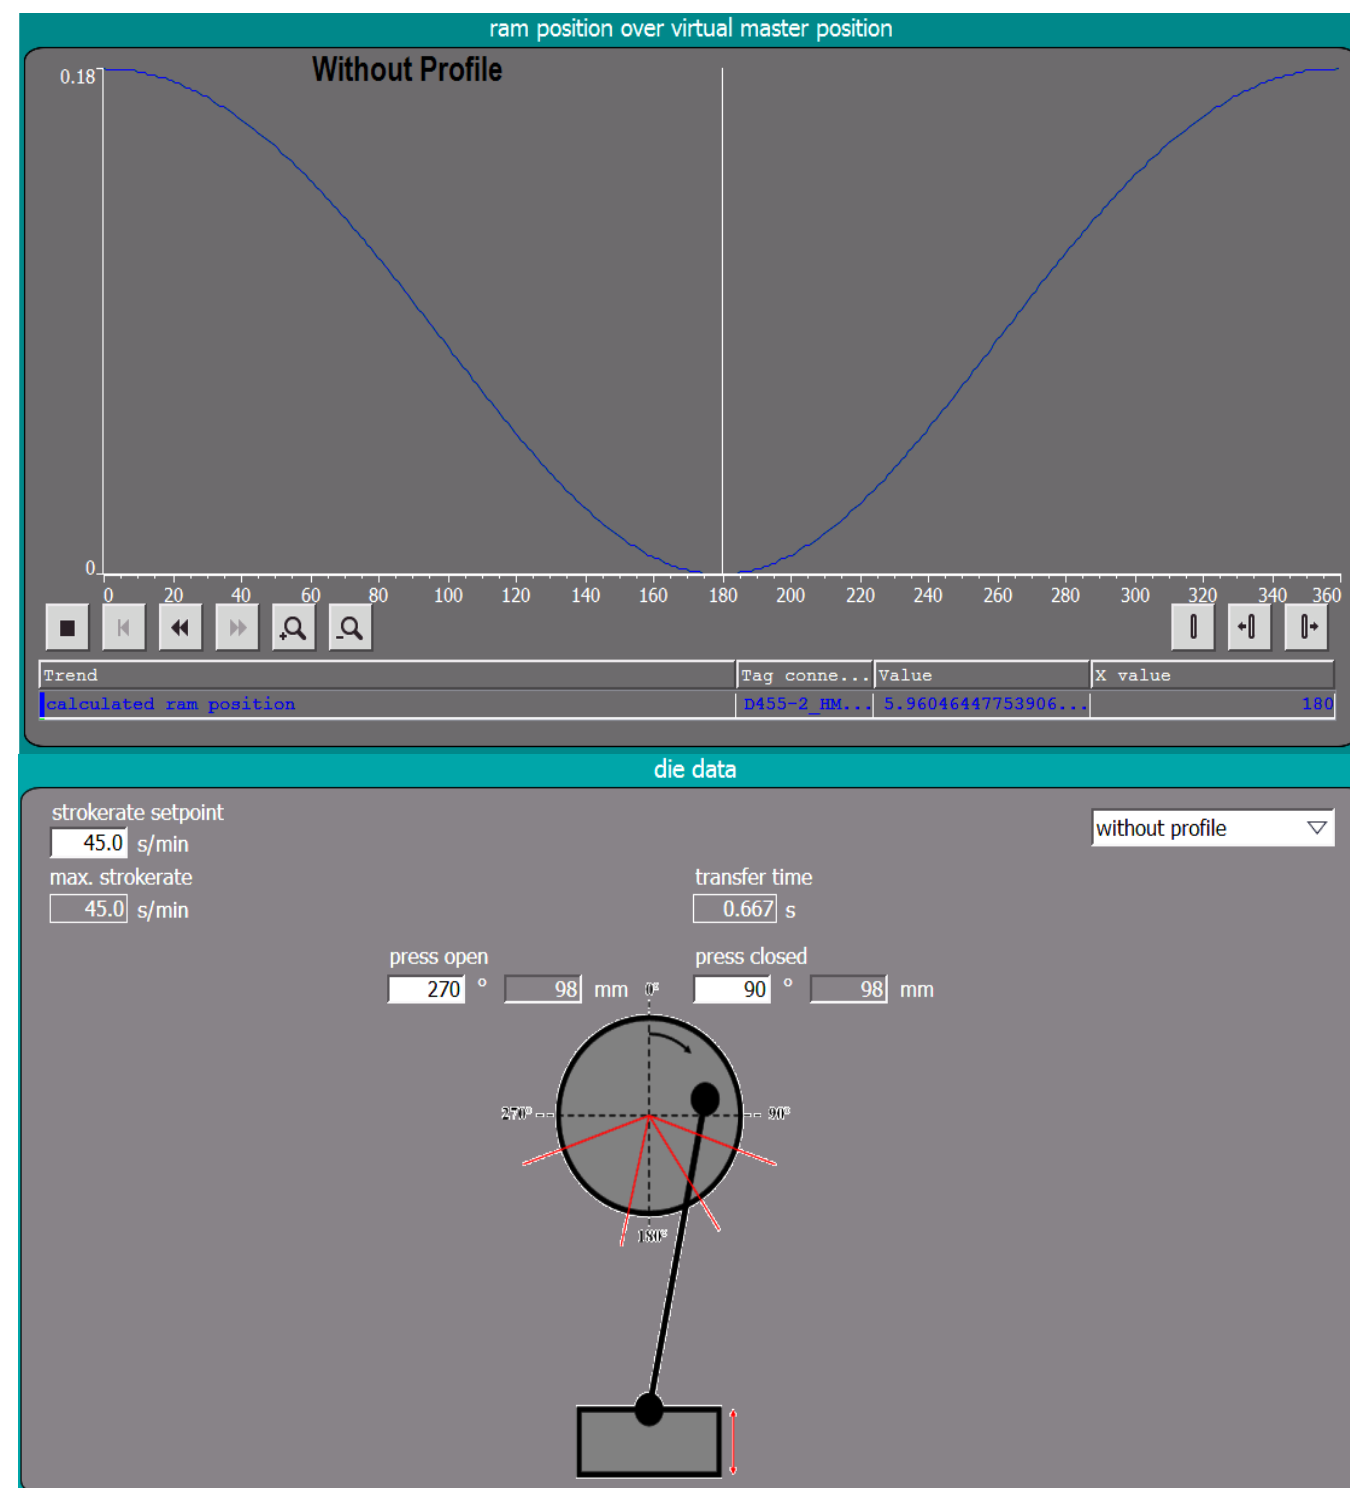 ram position over virtual master position
Without Profile
0.18
0
0 20 40 60 80 100 120 140 160 180 200 220 240 260 280 300 320 340 360
Trend Tag conne... Value X value
calculated ram position D455-2_HM... 5.96046447753906... 180
die data
strokerate setpoint
45.0 s/min
without profile
max. strokerate
45.0 s/min
transfer time
0.667 s
press open
270 ° 98 mm
press closed
90 ° 98 mm
0°
270°
90°
180°